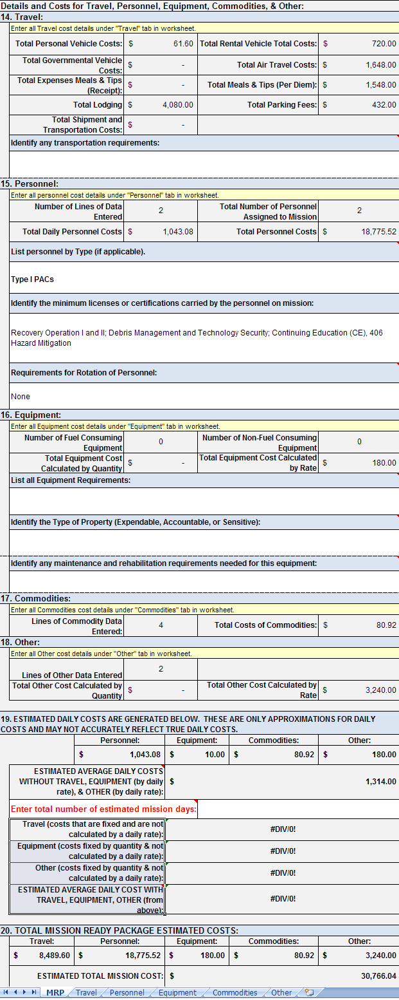 Details and Costs for Travel, Personnel, Equipment, Commodities, & Other:
14. Travel:
Enter all Travel cost details under "Travel" tab in worksheet.
Total Personal Vehicle Costs: $ 61.60 Total Rental Vehicle Total Costs: $ 720.00
Total Governmental Vehicle
Costs: $ - Total Air Travel Costs: $ 1,648.00
Total Expenses Meals & Tips
(Receipt): $ - Total Meals & Tips (Per Diem): $ 1,548.00
Total Lodging $ 4,080.00 Total Parking Fees: $ 432.00
Total Shipment and
Transportation Costs: $ -
Identify any transportation requirements:
15. Personnel:
Enter all personnel cost details under "Personnel" tab in worksheet.
Number of Lines of Data
Entered 2 Total Number of Personnel
Assigned to Mission 2
Total Daily Personnel Costs $ 1,043.08 Total Personnel Costs $ 18,775.52
List personnel by Type (if applicable).
Type I PACs
Identify the minimum licenses or certifications carried by the personnel on mission:
Recovery Operation I and II; Debris Management and Technology Security; Continuing Education (CE), 406
Hazard Mitigation
Requirements for Rotation of Personnel:
None
16. Equipment:
Enter all Equipment cost details under "Equipment" tab in worksheet.
Number of Fuel Consuming
Equipment 0 Number of Non-Fuel Consuming
Equipment 0
Total Equipment Cost
Calculated by Quantity $ - Total Equipment Cost Calculated
by Rate $ 180.00
List all Equipment Requirements:
Identify the Type of Property (Expendable, Accountable, or Sensitive):
Identify any maintenance and rehabilitation requirements needed for this equipment:
17. Commodities:
Enter all Commodities cost details under "Commodities" tab in worksheet.
Lines of Commodity Data
Entered: 4 Total Costs of Commodities: $ 80.92
18. Other:
Enter all Other cost details under "Other" tab in worksheet.
Lines of Other Data Entered 2
Total Other Cost Calculated by
Quantity $ - Total Other Cost Calculated by
Rate $ 3,240.00
19. ESTIMATED DAILY COSTS ARE GENERATED BELOW. THESE ARE ONLY APPROXIMATIONS FOR DAILY
COSTS AND MAY NOT ACCURATELY REFLECT TRUE DAILY COSTS.
Personnel: Equipment: Commodities: Other:
$ 1,043.08 $ 10.00 $ 80.92 $ 180.00
ESTIMATED AVERAGE DAILY COSTS
WITHOUT TRAVEL, EQUIPMENT (by daily
rate), & OTHER (by daily rate): $ 1,314.00
Enter total number of estimated mission days:
Travel (costs that are fixed and are not
calculated by a daily rate): #DIV/0!
Equipment (costs fixed by quantity & not
calculated by a daily rate): #DIV/0!
Other (costs fixed by quantity & not
calculated by a daily rate): #DIV/0!
ESTIMATED AVERAGE DAILY COST WITH
TRAVEL, EQUIPMENT, OTHER (from
above): #DIV/0!
20. TOTAL MISSION READY PACKAGE ESTIMATED COSTS:
Travel: Personnel: Equipment: Commodities: Other:
$ 8,489.60 $ 18,775.52 $ 180.00 $ 80.92 $ 3,240.00
ESTIMATED TOTAL MISSION COST: $ 30,766.04
MRP Travel Personnel Equipment Commodities Other